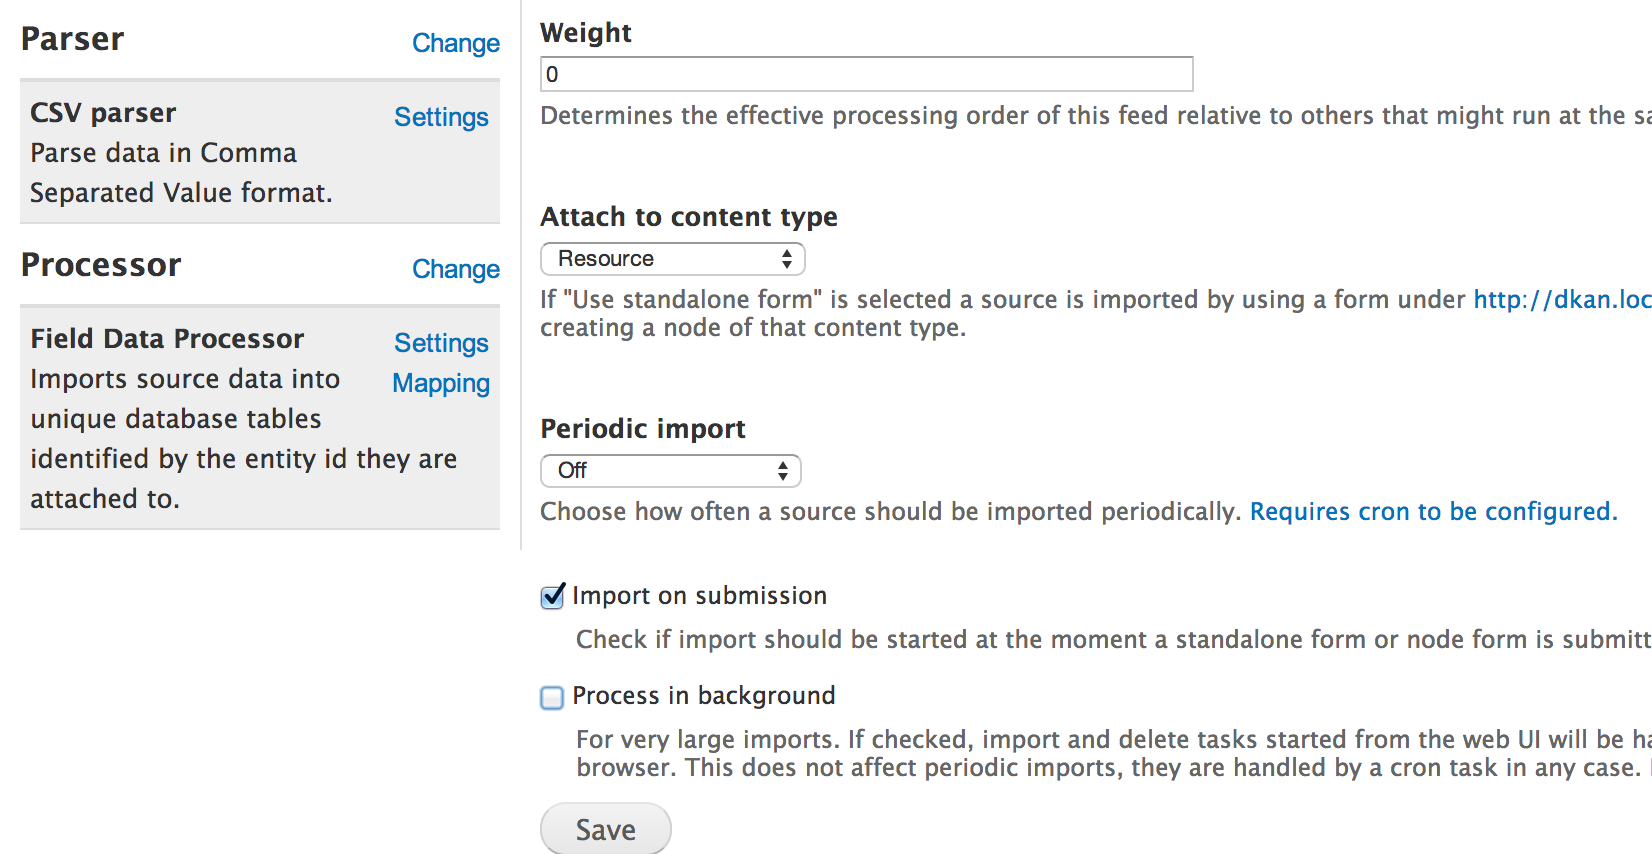 Parser
Change
CSV parser
Settings
Parse data in Comma
Separated Value format.
Processor
Change
Field Data Processor
Settings
Imports source data into
Mapping
unique database tables
identified by the entity id they are
attached to.
Weight
0
Determines the effective processing order of this feed relative to others that might run at the
Attach to content type
Resource
If "Use standalone form" is selected a source is imported by using a form under http://dkan.loc
creating a node of that content type.
Periodic import
Off
Choose how often a source should be imported periodically. Requires cron to be configured.
Import on submission
Check if import should be started at the moment a standalone form or node form is submitt
Process in background
For very large imports. If checked, import and delete tasks started from the web UI will be
browser. This does not affect periodic imports, they are handled by a cron task in any case.
Save